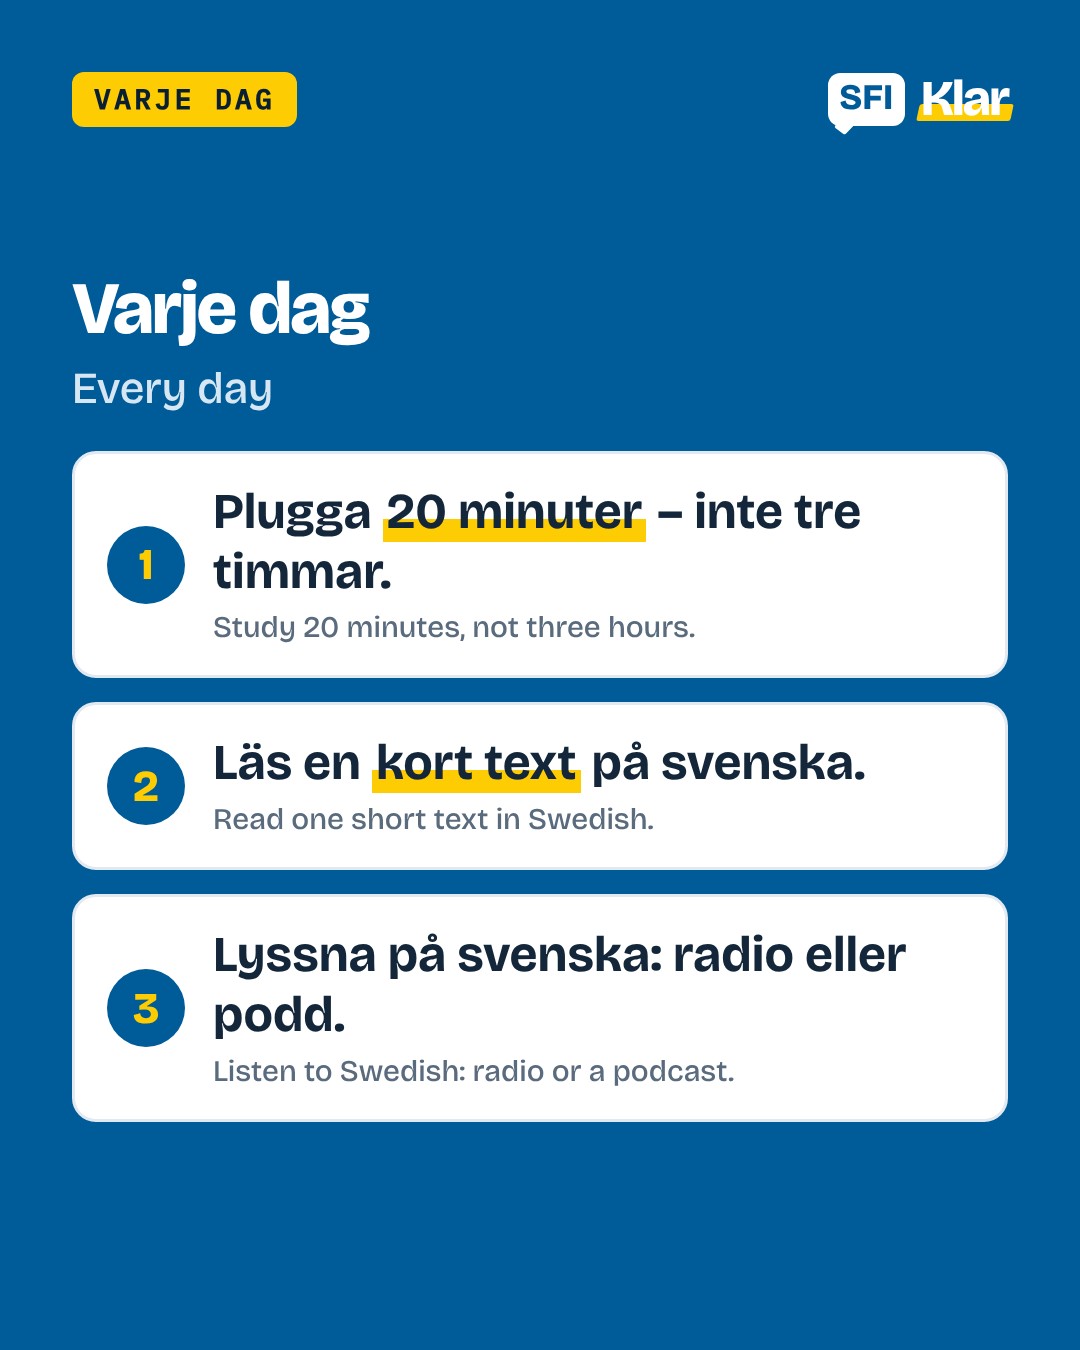 VARJE DAG
SFI Klar
Varje dag
Every day
1
Plugga 20 minuter – inte tre
timmar.
Study 20 minutes, not three hours.
2
Läs en kort text på svenska.
Read one short text in Swedish.
3
Lyssna på svenska: radio eller
podd.
Listen to Swedish: radio or a podcast.